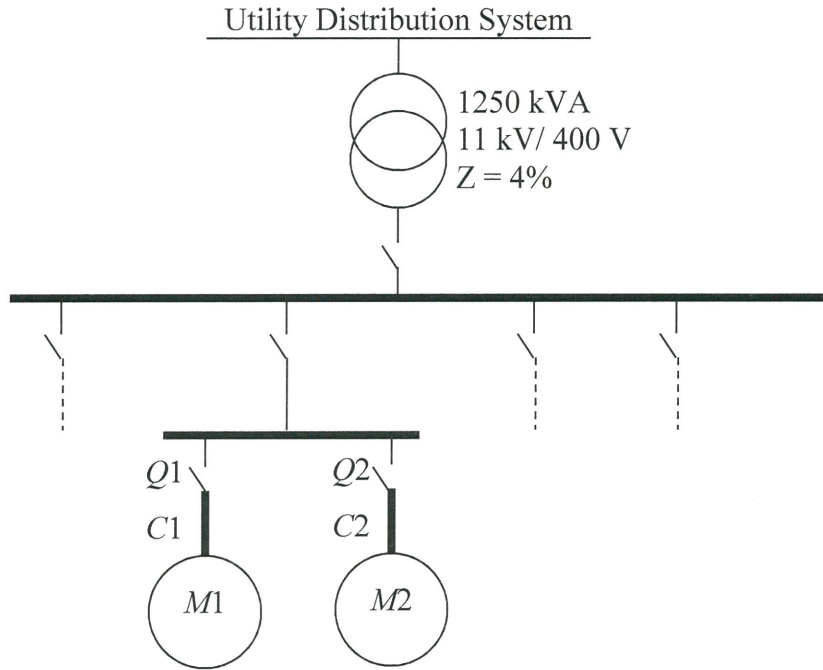 Utility Distribution System
1250 kVA
11 kV/ 400 V
Z = 4%
Q1 Q2
C1 C2
M1 M2